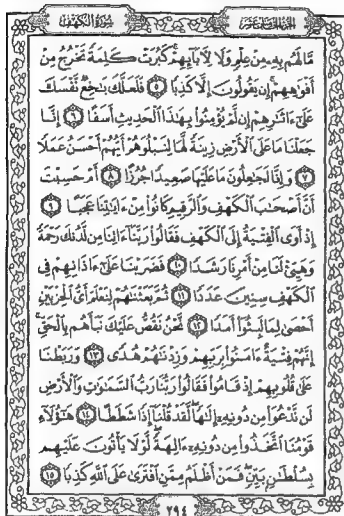 الجزء الخامس عشر
سورة الكهف
مَّا لَهُم بِهِۦ مِنْ عِلْمٍ وَلَا لِأَبَآئِهِمْ كَبُرَتْ كَلِمَةً تَخْرُجُ مِنْ
أَفْوَٰهِهِمْ إِن يَقُولُونَ إِلَّا كَذِبًا ۝٥ فَلَعَلَّكَ بَٰخِعٌ نَّفْسَكَ
عَلَىٰٓ ءَاثَٰرِهِمْ إِن لَّمْ يُؤْمِنُوا۟ بِهَٰذَا ٱلْحَدِيثِ أَسَفًا ۝٦ إِنَّا
جَعَلْنَا مَا عَلَى ٱلْأَرْضِ زِينَةً لَّهَا لِنَبْلُوَهُمْ أَيُّهُمْ أَحْسَنُ عَمَلًا
۝٧ وَإِنَّا لَجَٰعِلُونَ مَا عَلَيْهَا صَعِيدًا جُرُزًا ۝٨ أَمْ حَسِبْتَ
أَنَّ أَصْحَٰبَ ٱلْكَهْفِ وَٱلرَّقِيمِ كَانُوا۟ مِنْ ءَايَٰتِنَا عَجَبًا ۝٩
إِذْ أَوَى ٱلْفِتْيَةُ إِلَى ٱلْكَهْفِ فَقَالُوا۟ رَبَّنَآ ءَاتِنَا مِن لَّدُنكَ رَحْمَةً
وَهَيِّئْ لَنَا مِنْ أَمْرِنَا رَشَدًا ۝١٠ فَضَرَبْنَا عَلَىٰٓ ءَاذَانِهِمْ فِى
ٱلْكَهْفِ سِنِينَ عَدَدًا ۝١١ ثُمَّ بَعَثْنَٰهُمْ لِنَعْلَمَ أَىُّ ٱلْحِزْبَيْنِ
أَحْصَىٰ لِمَا لَبِثُوٓا۟ أَمَدًا ۝١٢ نَّحْنُ نَقُصُّ عَلَيْكَ نَبَأَهُم بِٱلْحَقِّ
إِنَّهُمْ فِتْيَةٌ ءَامَنُوا۟ بِرَبِّهِمْ وَزِدْنَٰهُمْ هُدًى ۝١٣ وَرَبَطْنَا
عَلَىٰ قُلُوبِهِمْ إِذْ قَامُوا۟ فَقَالُوا۟ رَبُّنَا رَبُّ ٱلسَّمَٰوَٰتِ وَٱلْأَرْضِ
لَن نَّدْعُوَا۟ مِن دُونِهِۦٓ إِلَٰهًا لَّقَدْ قُلْنَآ إِذًا شَطَطًا ۝١٤ هَٰٓؤُلَآءِ
قَوْمُنَا ٱتَّخَذُوا۟ مِن دُونِهِۦٓ ءَالِهَةً لَّوْلَا يَأْتُونَ عَلَيْهِم
بِسُلْطَٰنٍۭ بَيِّنٍ فَمَنْ أَظْلَمُ مِمَّنِ ٱفْتَرَىٰ عَلَى ٱللَّهِ كَذِبًا ۝١٥
٢٩٤